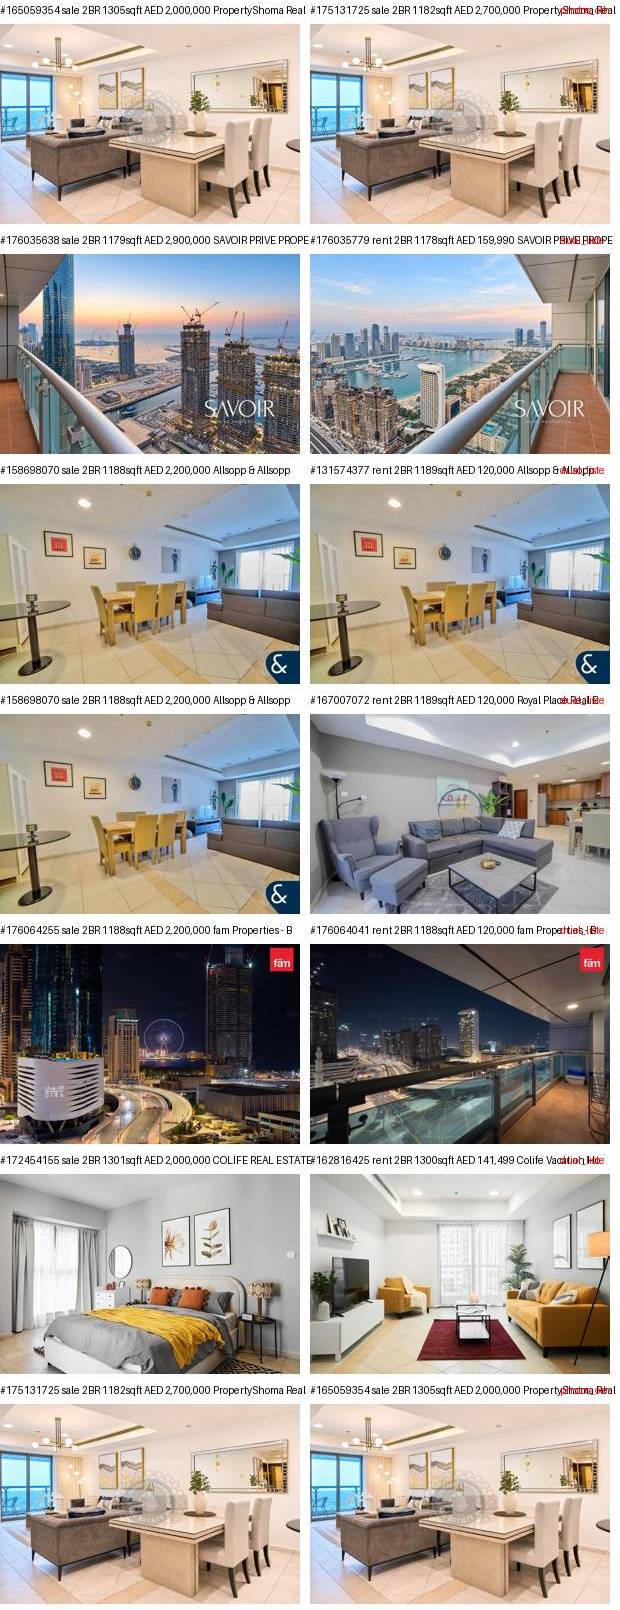 #165059354 sale 2BR 1305sqft AED 2,000,000 PropertyShoma Real
#175131725 sale 2BR 1182sqft AED 2,700,000 PropertyShoma Real
#176035638 sale 2BR 1179sqft AED 2,900,000 SAVOIR PRIVE PROPE
#176035779 rent 2BR 1178sqft AED 159,990 SAVOIR PRIVE PROPE
SAVOIR
SAVOIR
#158698070 sale 2BR 1188sqft AED 2,200,000 Allsopp & Allsopp
#131574377 rent 2BR 1189sqft AED 120,000 Allsopp & Allsopp
&
&
#158698070 sale 2BR 1188sqft AED 2,200,000 Allsopp & Allsopp
#167007072 rent 2BR 1189sqft AED 120,000 Royal Place Real E
&
#176064255 sale 2BR 1188sqft AED 2,200,000 fam Properties - B
#176064041 rent 2BR 1188sqft AED 120,000 fam Properties - B
fäm
fäm
#172454155 sale 2BR 1301sqft AED 2,000,000 COLIFE REAL ESTATE
#162816425 rent 2BR 1300sqft AED 141,499 Colife Vacation Ho
#175131725 sale 2BR 1182sqft AED 2,700,000 PropertyShoma Real
#165059354 sale 2BR 1305sqft AED 2,000,000 PropertyShoma Real